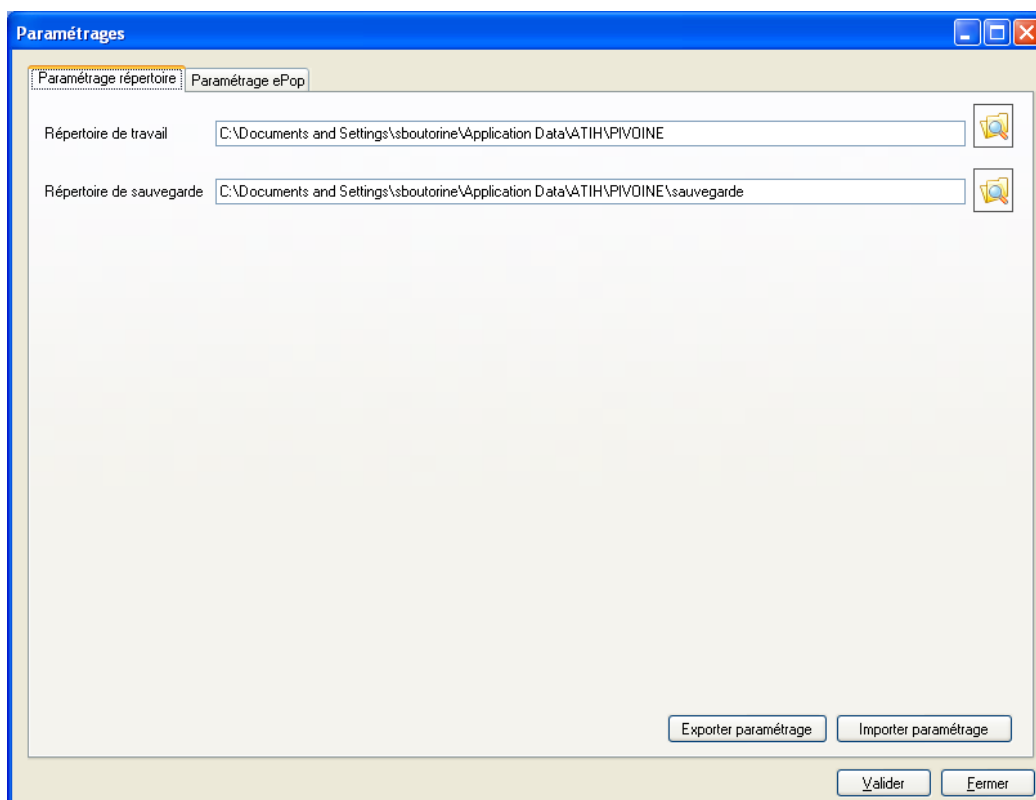 Paramétrages
Paramétrage répertoire Paramétrage ePop
Répertoire de travail C:\Documents and Settings\sboutorine\Application Data\ATIH\PIVOINE
Répertoire de sauvegarde C:\Documents and Settings\sboutorine\Application Data\ATIH\PIVOINE\sauvegarde
Exporter paramétrage Importer paramétrage
Valider Fermer